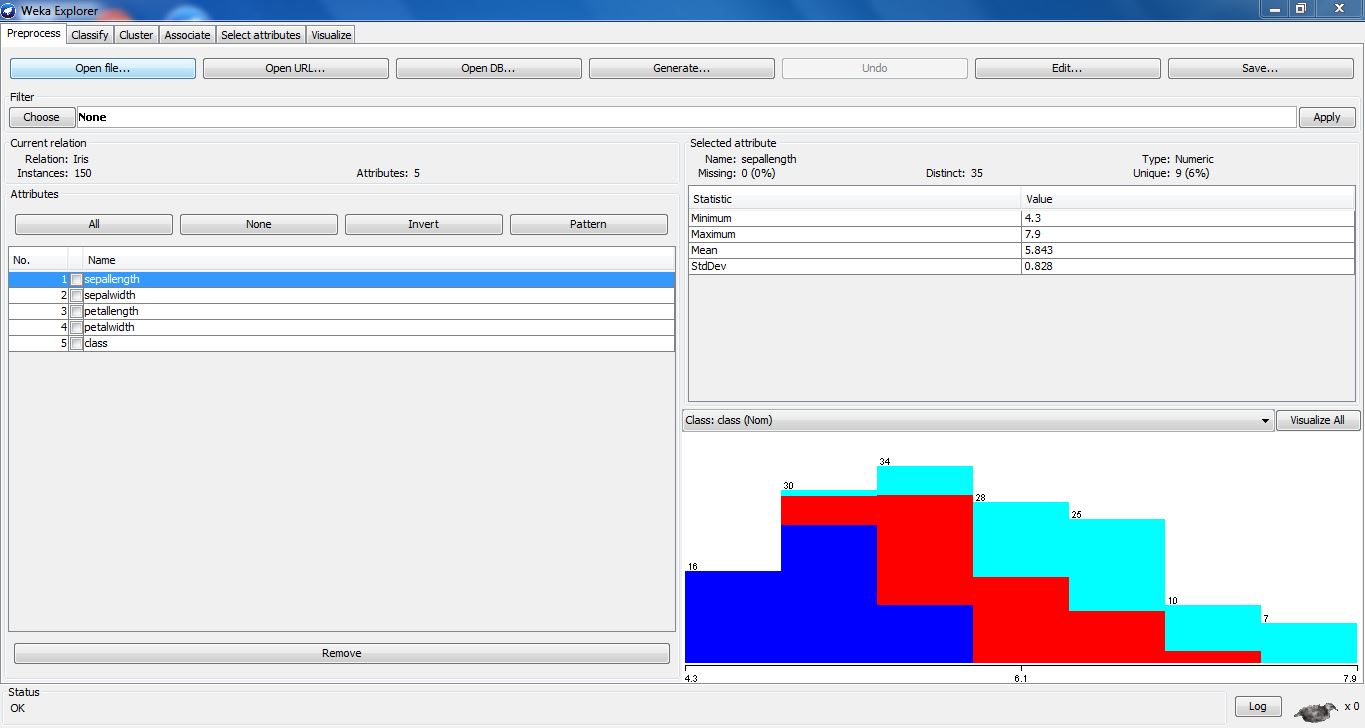 Weka Explorer
Preprocess Classify Cluster Associate Select attributes Visualize
Open file... Open URL... Open DB... Generate... Undo Edit... Save...
Filter
Choose None Apply
Current relation
Relation: Iris
Instances: 150 Attributes: 5
Attributes
All None Invert Pattern
No. Name
1 sepallength
2 sepalwidth
3 petallength
4 petalwidth
5 class
Remove
Selected attribute
Name: sepallength Type: Numeric
Missing: 0 (0%) Distinct: 35 Unique: 9 (6%)
Statistic Value
Minimum 4.3
Maximum 7.9
Mean 5.843
StdDev 0.828
Class: class (Nom) Visualize All
16 30 34 28 25 10 7
4.3 6.1 7.9
Status
OK Log x 0